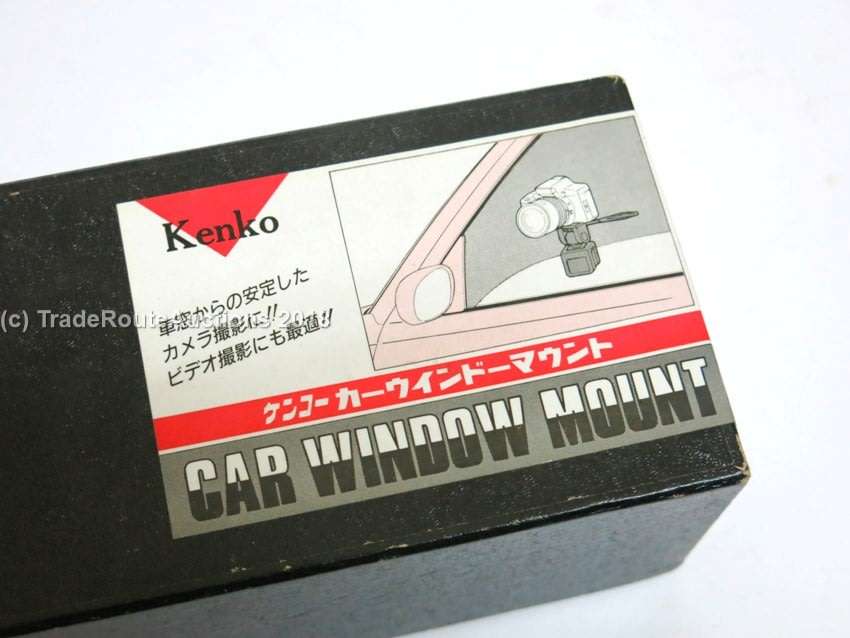 Kenko
車窓からの安定した
カメラ撮影に!!
ビデオ撮影にも最適!!
(c) TradeRoute
2018
ケンコー カーウインドーマウント
CAR WINDOW MOUNT